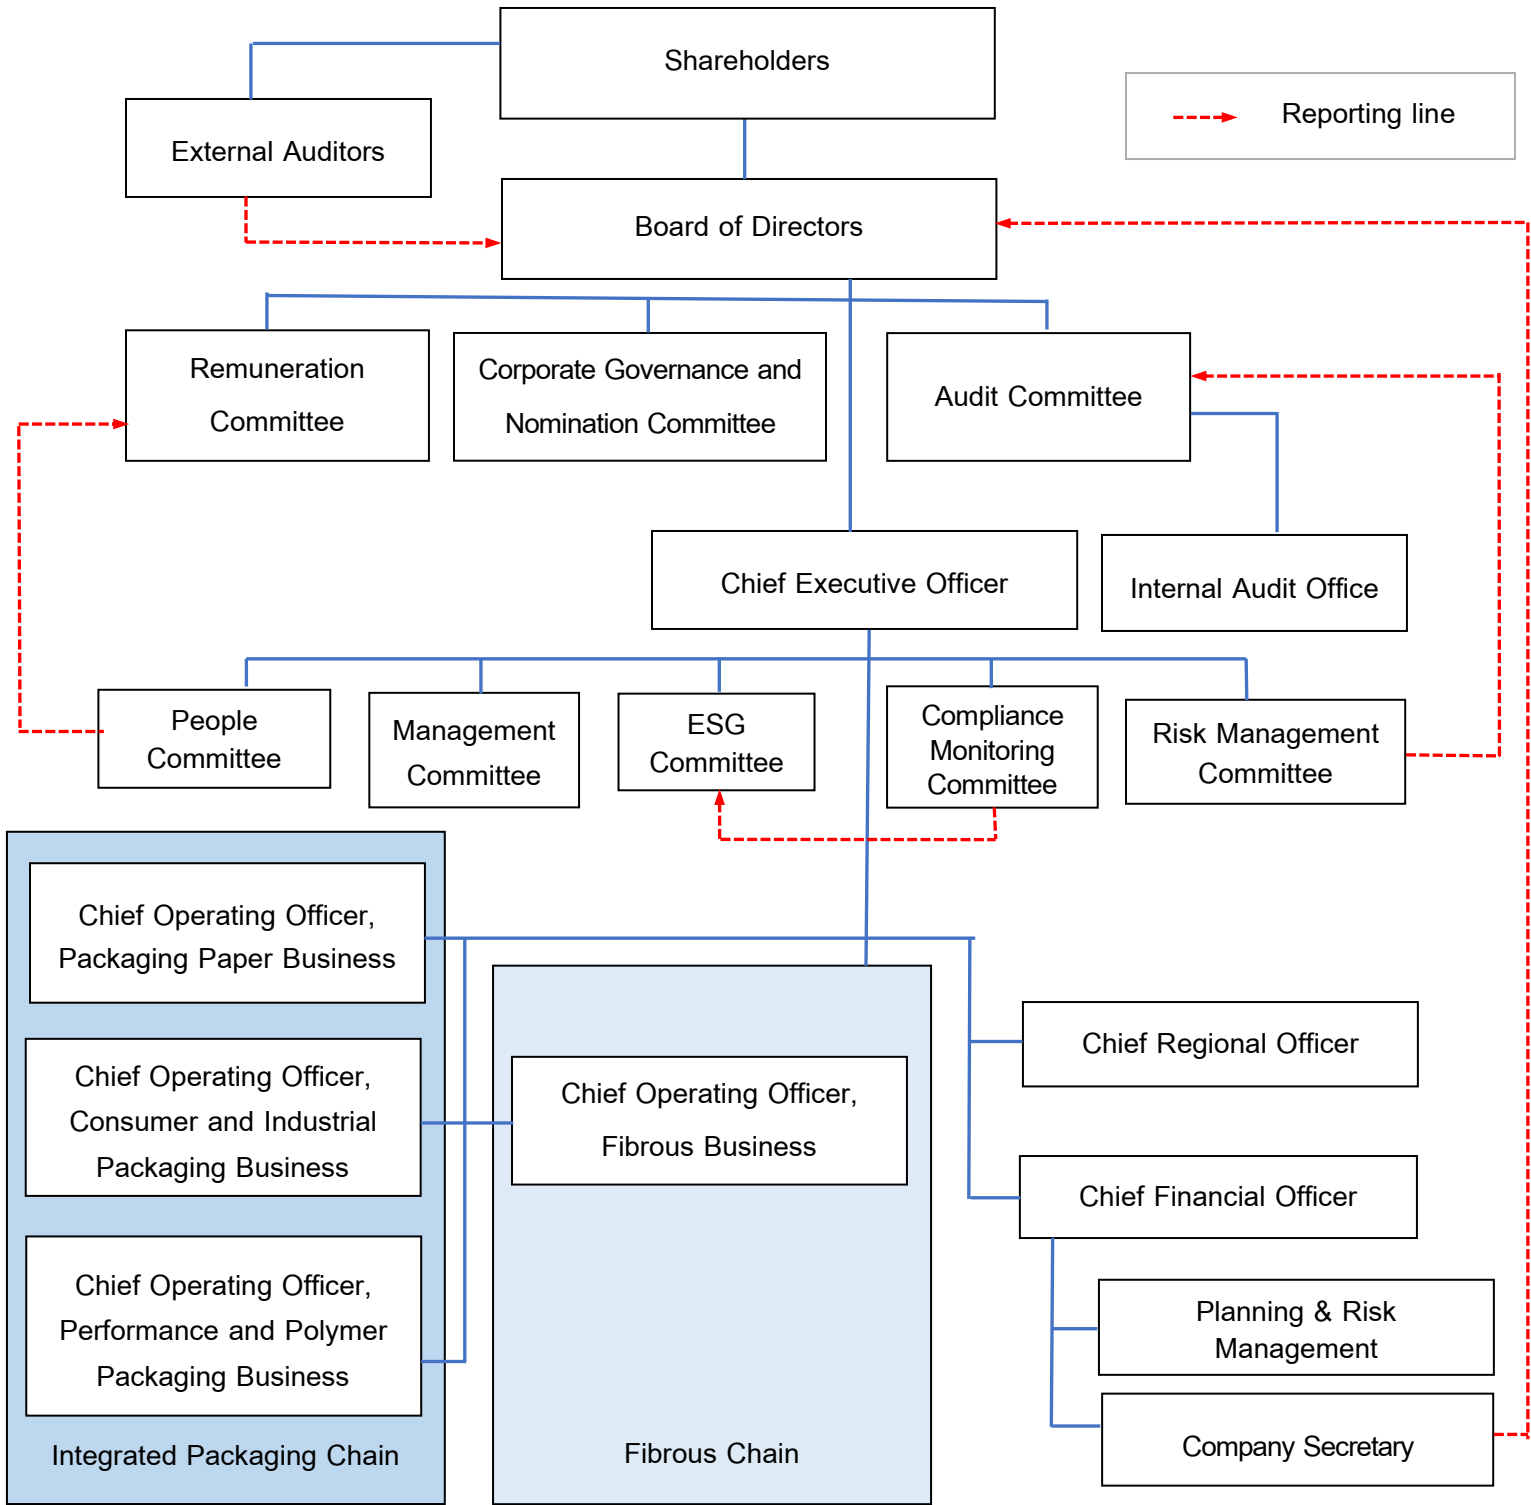 Shareholders
Reporting line
External Auditors
Board of Directors
Remuneration
Committee
Corporate Governance and
Nomination Committee
Audit Committee
Chief Executive Officer
Internal Audit Office
People
Committee
Management
Committee
ESG
Committee
Compliance
Monitoring
Committee
Risk Management
Committee
Chief Operating Officer,
Packaging Paper Business
Chief Operating Officer,
Consumer and Industrial
Packaging Business
Chief Operating Officer,
Performance and Polymer
Packaging Business
Integrated Packaging Chain
Chief Operating Officer,
Fibrous Business
Fibrous Chain
Chief Regional Officer
Chief Financial Officer
Planning & Risk
Management
Company Secretary